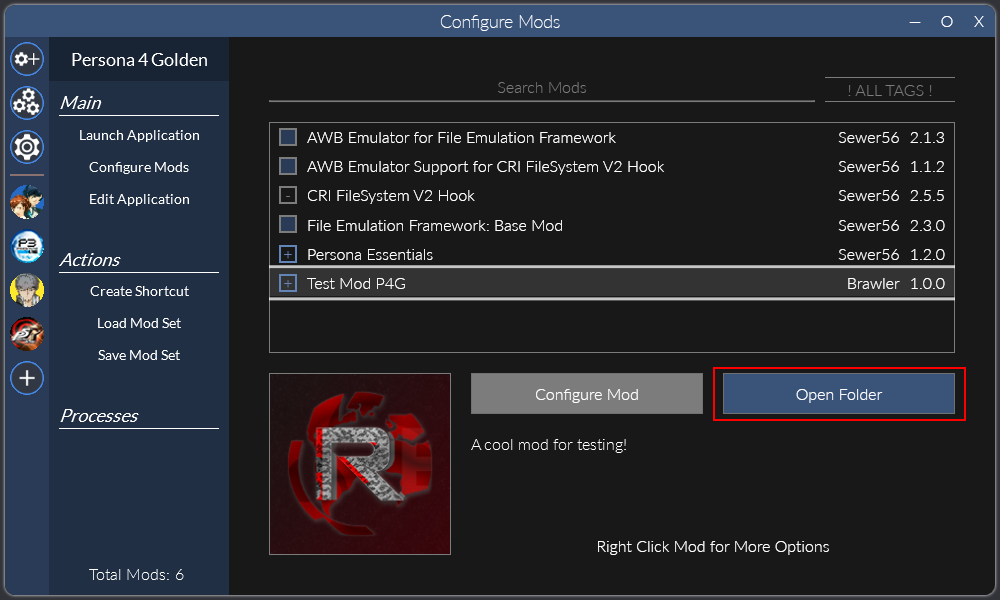 Configure Mods
Persona 4 Golden
Main
Launch Application
Configure Mods
Edit Application
Actions
Create Shortcut
Load Mod Set
Save Mod Set
Processes
Total Mods: 6
Search Mods
! ALL TAGS !
AWB Emulator for File Emulation Framework Sewer56 2.1.3
AWB Emulator Support for CRI FileSystem V2 Hook Sewer56 1.1.2
CRI FileSystem V2 Hook Sewer56 2.5.5
File Emulation Framework: Base Mod Sewer56 2.3.0
Persona Essentials Sewer56 1.2.0
Test Mod P4G Brawler 1.0.0
R
Configure Mod
Open Folder
A cool mod for testing!
Right Click Mod for More Options
P3